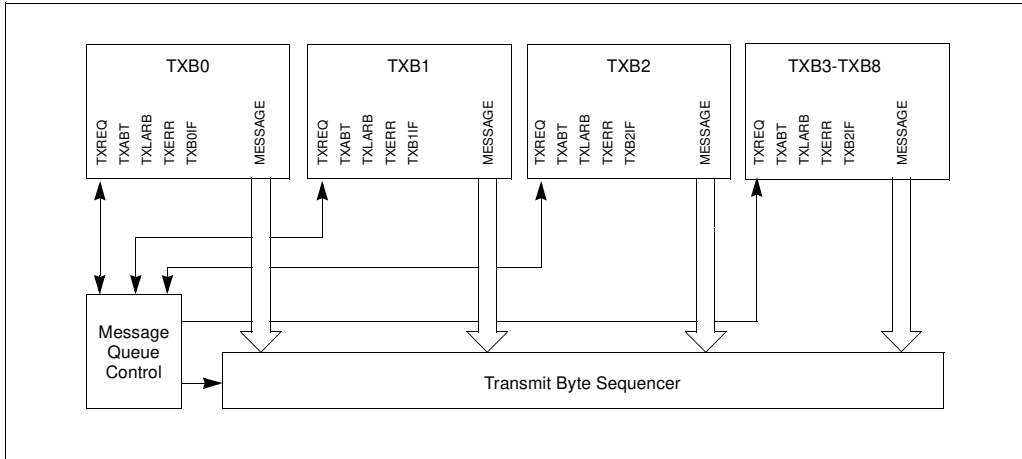 TXB0
TXREQ
TXABT
TXLARB
TXERR
TXB0IF
MESSAGE
TXB1
TXREQ
TXABT
TXLARB
TXERR
TXB1IF
MESSAGE
TXB2
TXREQ
TXABT
TXLARB
TXERR
TXB2IF
MESSAGE
TXB3-TXB8
TXREQ
TXABT
TXLARB
TXERR
TXB2IF
MESSAGE
Message
Queue
Control
Transmit Byte Sequencer